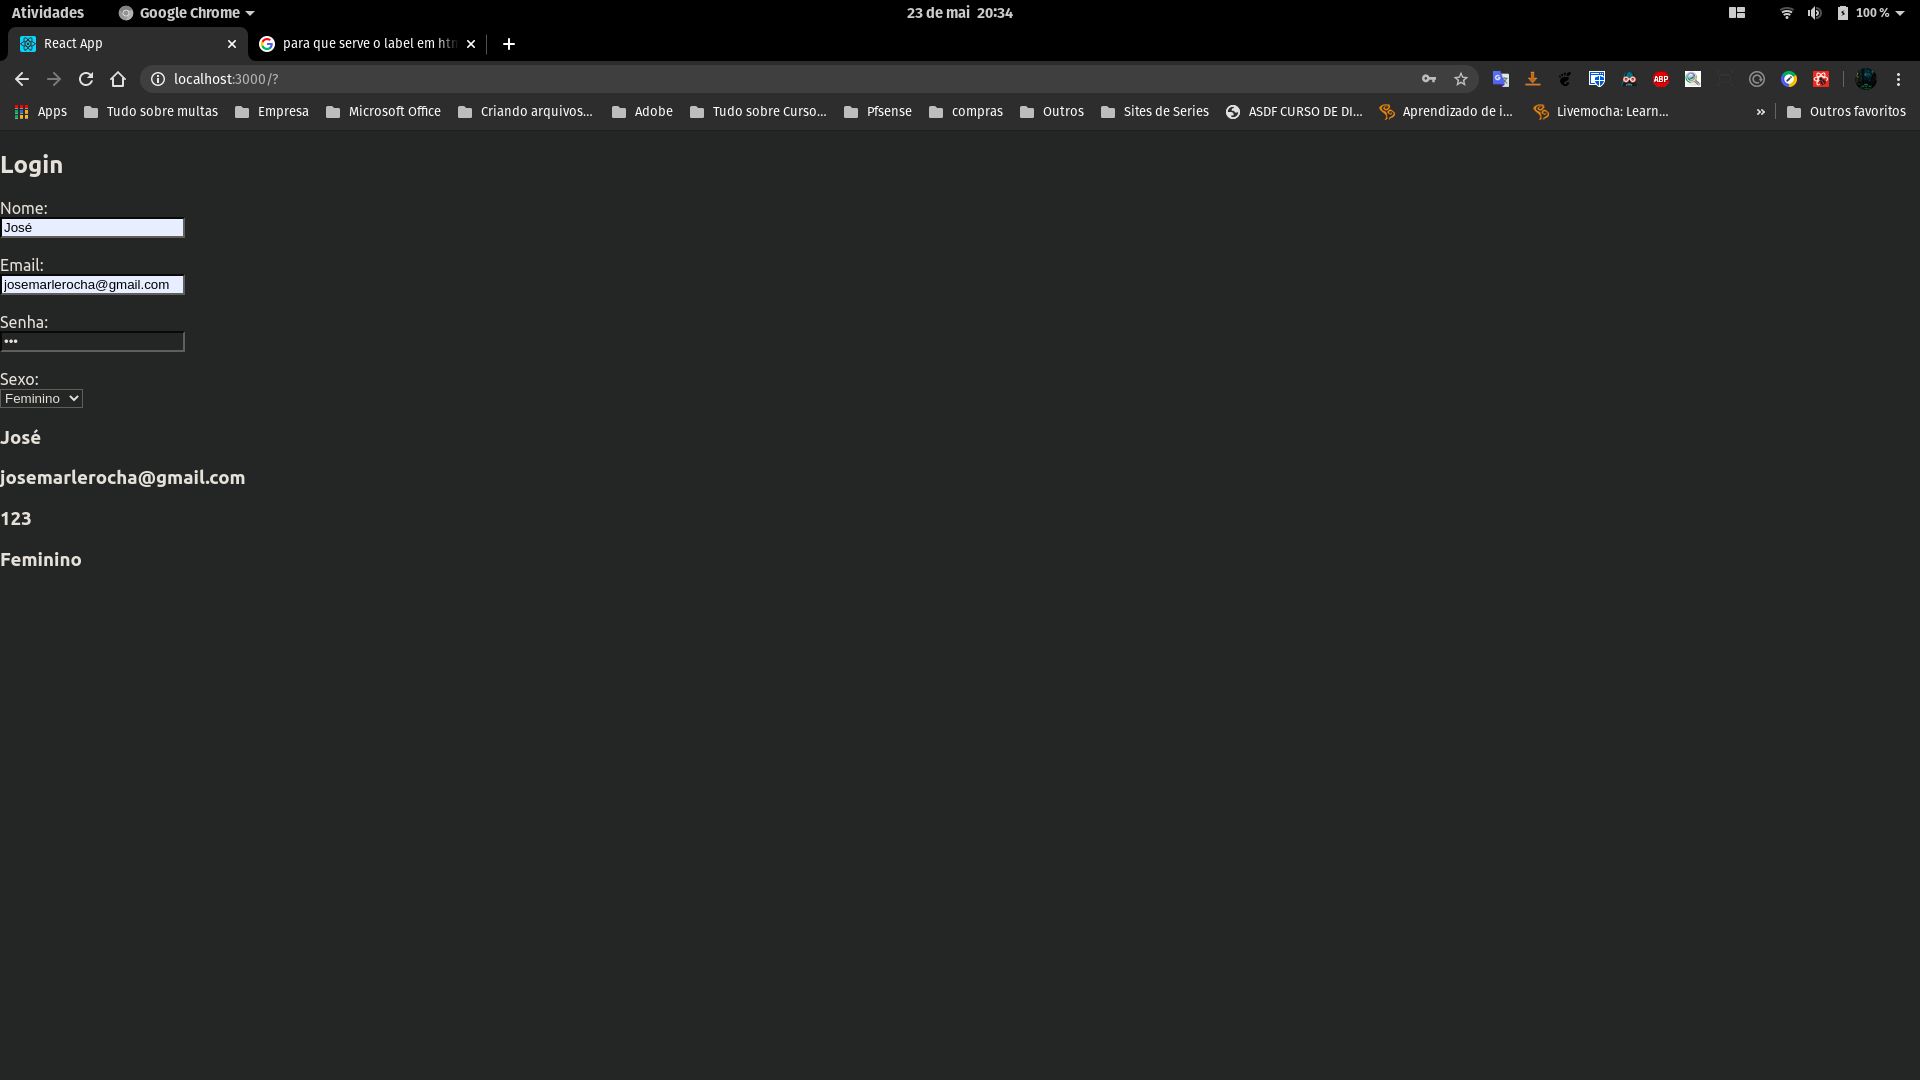 Atividades Google Chrome 23 de mai 20:34 100 %
React App para que serve o label em htn
localhost:3000/?
Apps Tudo sobre multas Empresa Microsoft Office Criando arquivos... Adobe Tudo sobre Curso... Pfsense compras Outros Sites de Series ASDF CURSO DE DI... Aprendizado de i... Livemocha: Learn... » Outros favoritos
Login
Nome:
José
Email:
josemarlerocha@gmail.com
Senha:
•••
Sexo:
Feminino
José
josemarlerocha@gmail.com
123
Feminino